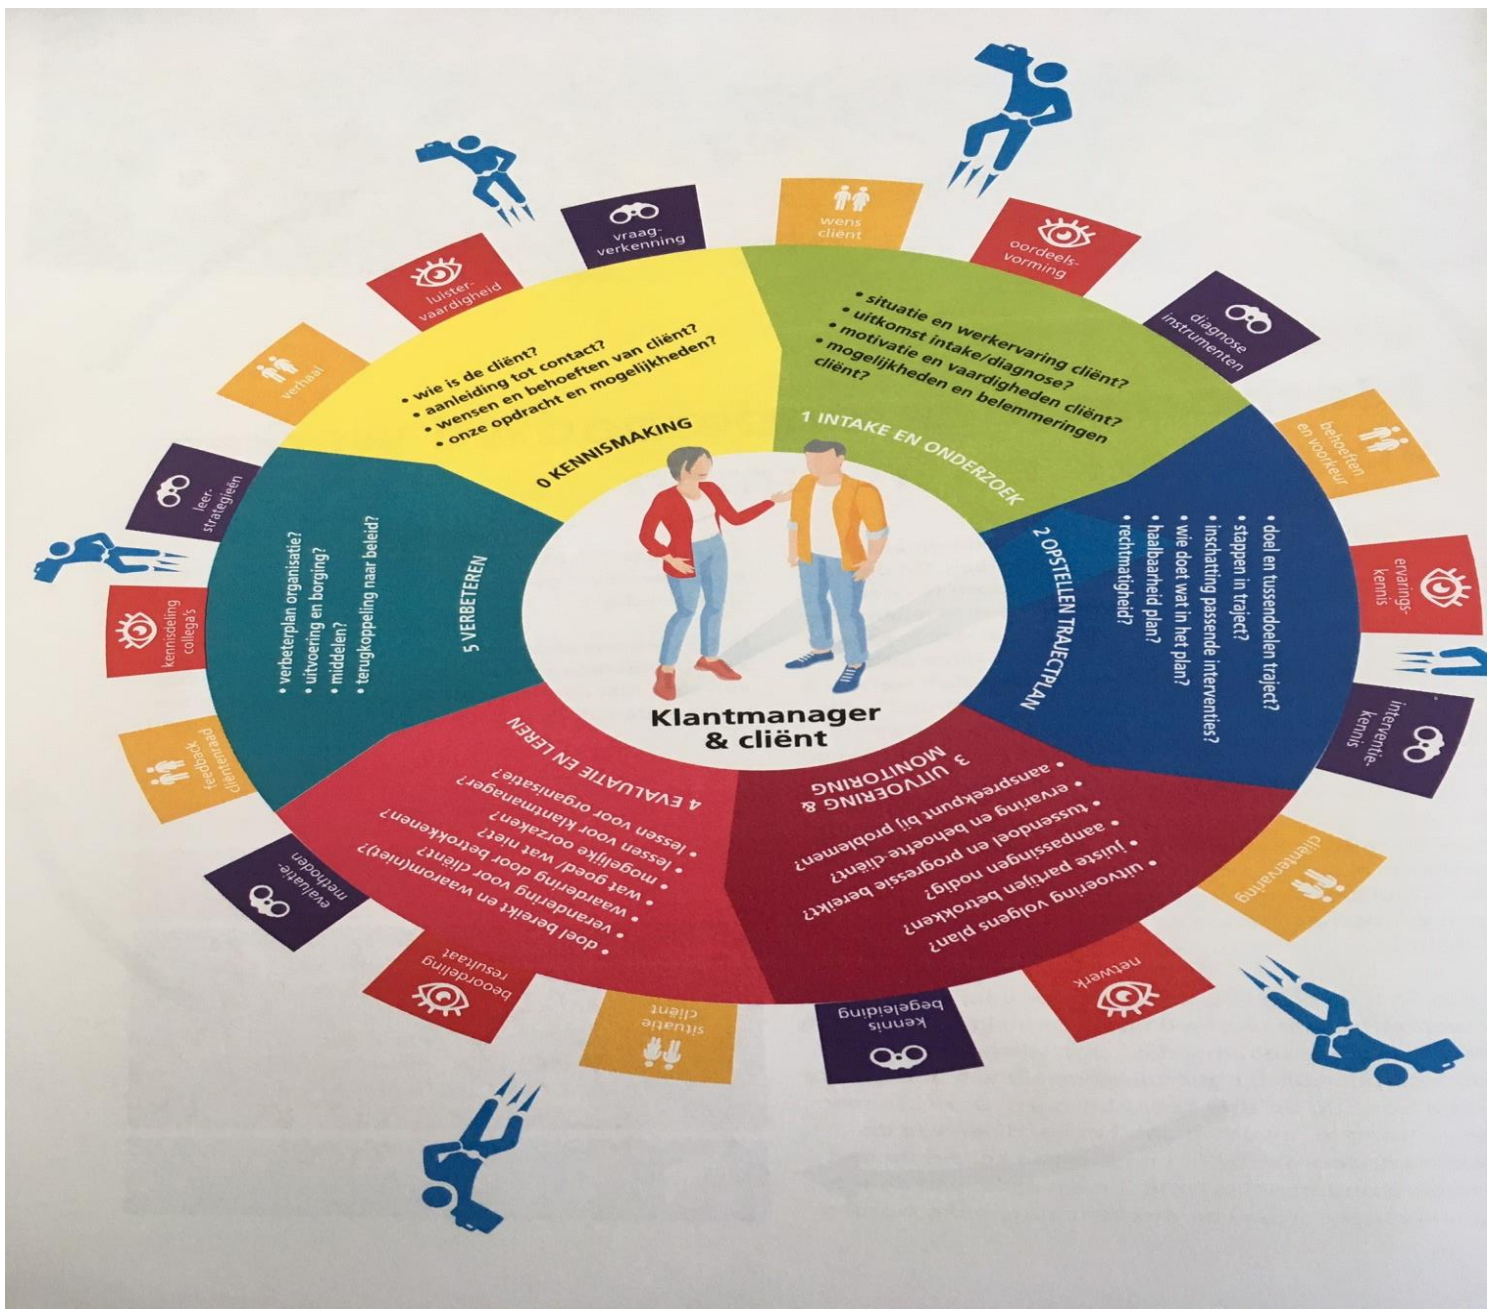 Klantmanager
& cliënt
0 KENNISMAKING
• wie is de cliënt?
• aanleiding tot contact?
• wensen en behoeften van cliënt?
• onze opdracht en mogelijkheden?
verhaal
luister-
vaardigheid
vraag-
verkenning
1 INTAKE EN ONDERZOEK
• situatie en werkervaring cliënt?
• uitkomst intake/diagnose?
• motivatie en vaardigheden cliënt?
• mogelijkheden en belemmeringen
cliënt?
wens
cliënt
oordeels-
vorming
diagnose
instrumenten
2 OPSTELLEN TRAJECTPLAN
• doel en tussendoelen traject?
• stappen in traject?
• inschatting passende interventies?
• wie doet wat in het plan?
• haalbaarheid plan?
• rechtmatigheid?
behoeften
en voorkeur
ervarings-
kennis
interventie-
kennis
3 UITVOERING &
MONITORING
• uitvoering volgens
plan?
• juiste partijen betrokken?
• aanpassingen nodig?
• tussendoel en progressie bereikt?
• ervaring en behoefte cliënt?
• aanspreekpunt bij problemen?
cliëntervaring
netwerk
kennis
begeleiding
4 EVALUATIE EN LEREN
• doel bereikt en waarom(niet)?
• verandering voor cliënt?
• waardering door betrokkenen?
• wat goed/ wat niet?
• mogelijke oorzaken?
• lessen voor klantmanager?
• lessen voor organisatie?
situatie
cliënt
beoordeling
resultaat
evaluatie-
methoden
5 VERBETEREN
• verbeterplan organisatie?
• uitvoering en borging?
• middelen?
• terugkoppeling naar beleid?
feedback
cliëntenraad
kennisdeling
collega's
leer-
strategieën